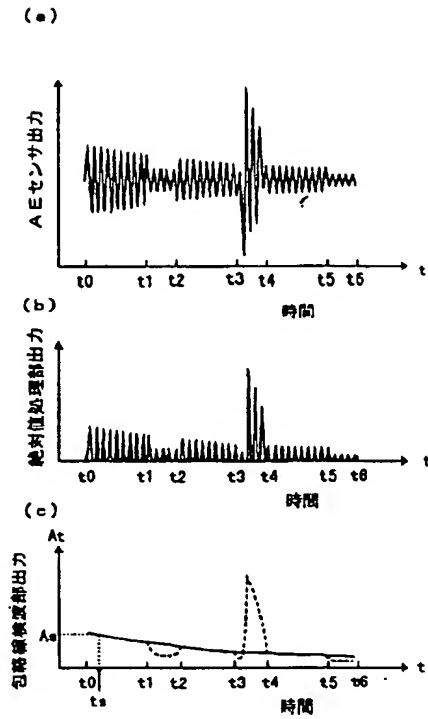 (a)
AEセンサ出力
t0 t1 t2 t3 t4 t5 t6 t
時間
(b)
絶対値処理部出力
t0 t1 t2 t3 t4 t5 t6 t
時間
(c)
At
包絡線検波部出力
As
t0 t1 t2 t3 t4 t5 t6 t
ts
時間